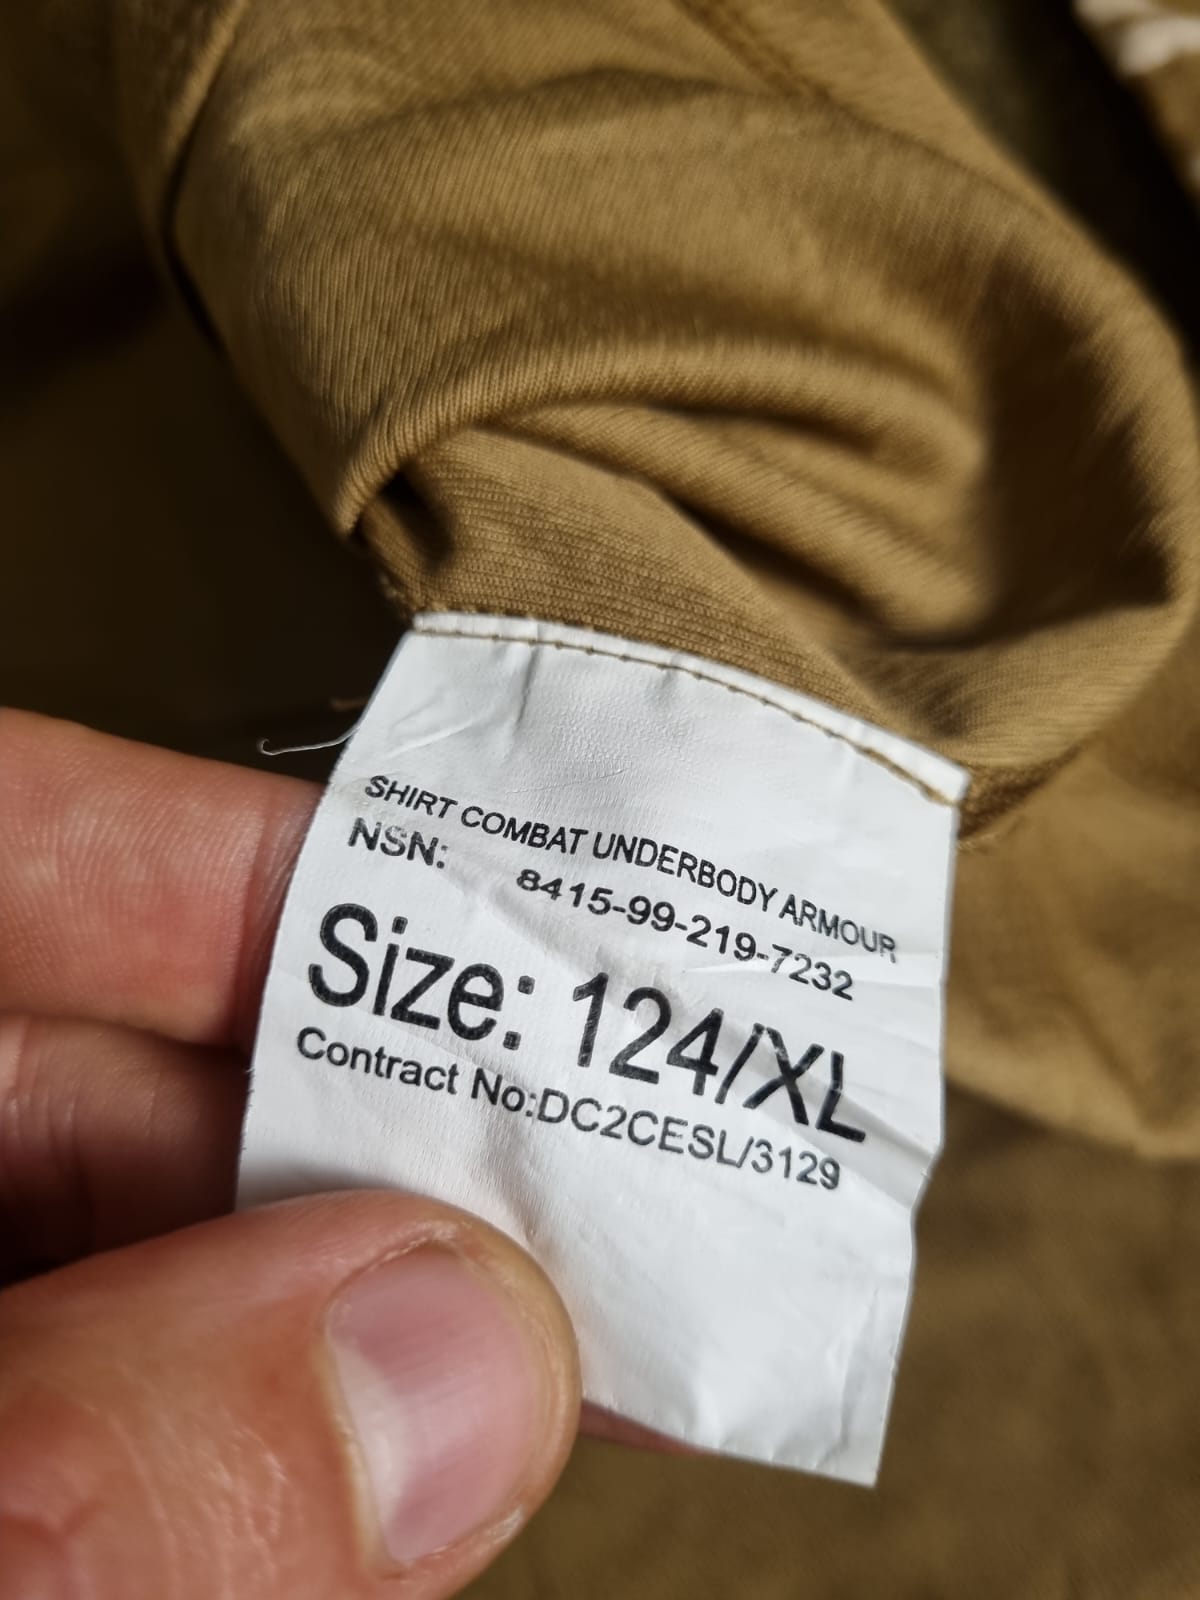 SHIRT COMBAT UNDERBODY ARMOUR
NSN: 8415-99-219-7232
Size: 124/XL
Contract No:DC2CESL/3129